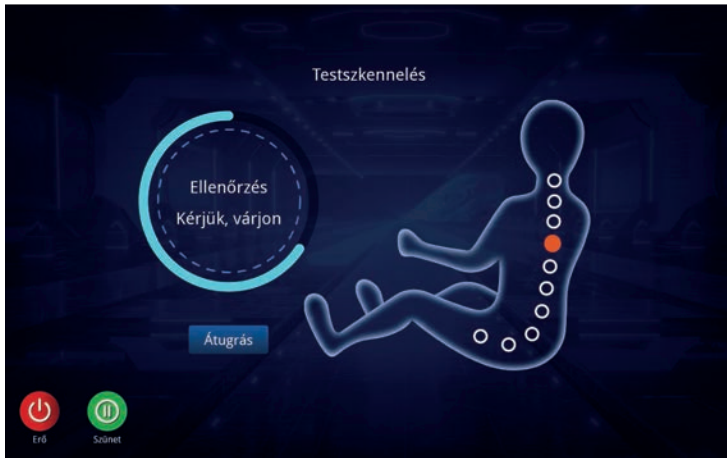 Testszkennelés
Ellenőrzés
Kérjük, várjon
Átugrás
Erő
Szünet